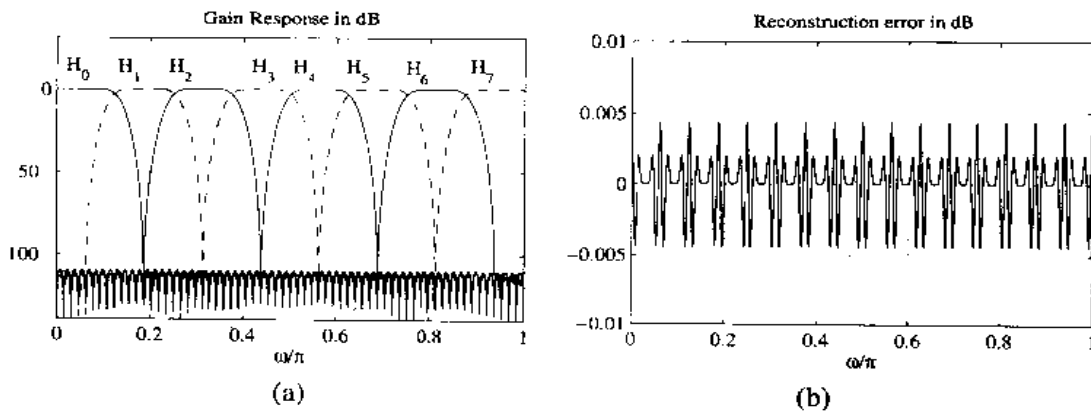 Gain Response in dB
H0 H1 H2 H3 H4 H5 H6 H7
0
50
100
0 0.2 0.4 0.6 0.8 1
ω/π
(a)
Reconstruction error in dB
0.01
0.005
0
−0.005
−0.01
0 0.2 0.4 0.6 0.8 1
ω/π
(b)